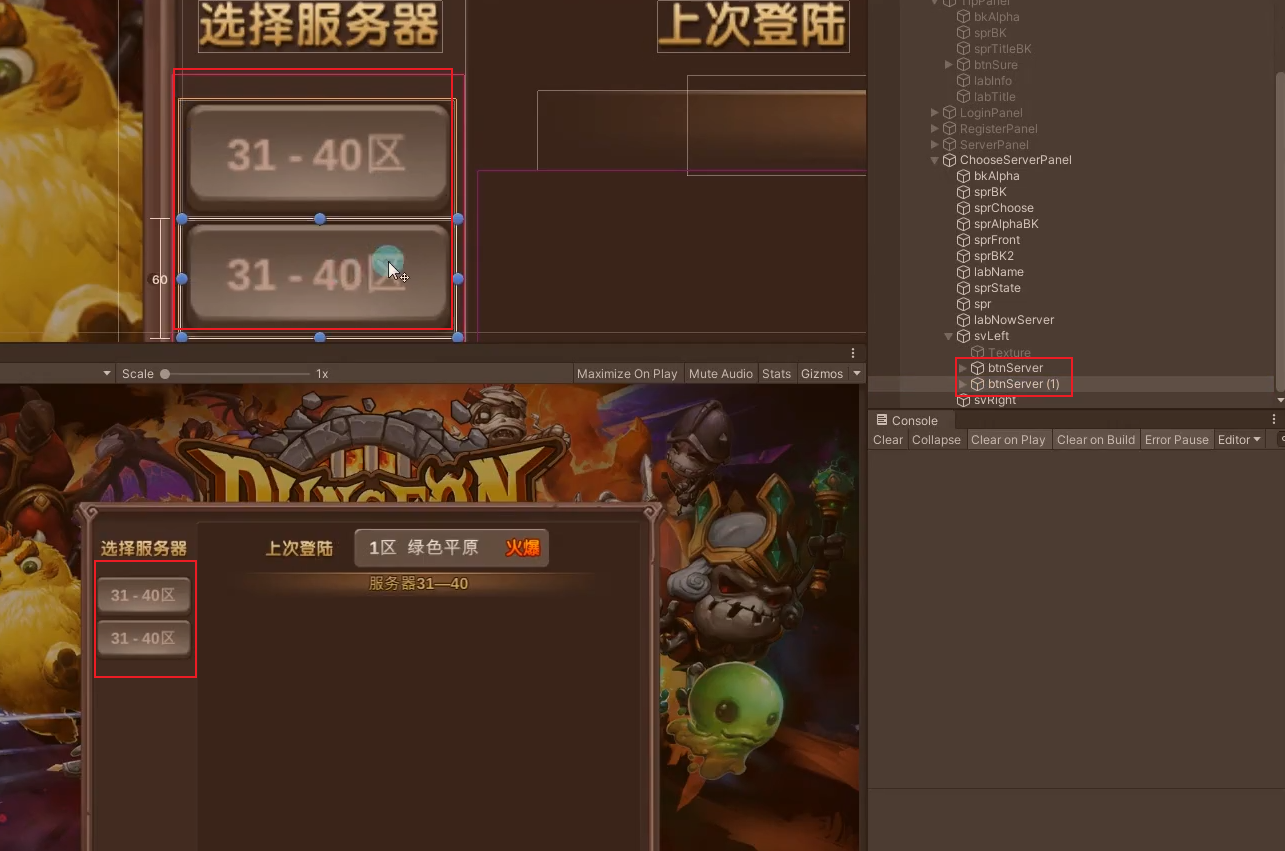 选择服务器
上次登陆
31 - 40区
31 - 40区
60
TipPanel
bkAlpha
sprBK
sprTitleBK
btnSure
labInfo
labTitle
LoginPanel
RegisterPanel
ServerPanel
ChooseServerPanel
bkAlpha
sprBK
sprChoose
sprAlphaBK
sprFront
sprBK2
labName
sprState
spr
labNowServer
svLeft
Texture
btnServer
btnServer (1)
svRight
Scale 1x Maximize On Play Mute Audio Stats Gizmos
Console
Clear Collapse Clear on Play Clear on Build Error Pause Editor
DUNGEON
选择服务器 上次登陆 1区 绿色平原 火爆
服务器31—40
31 - 40区
31 - 40区